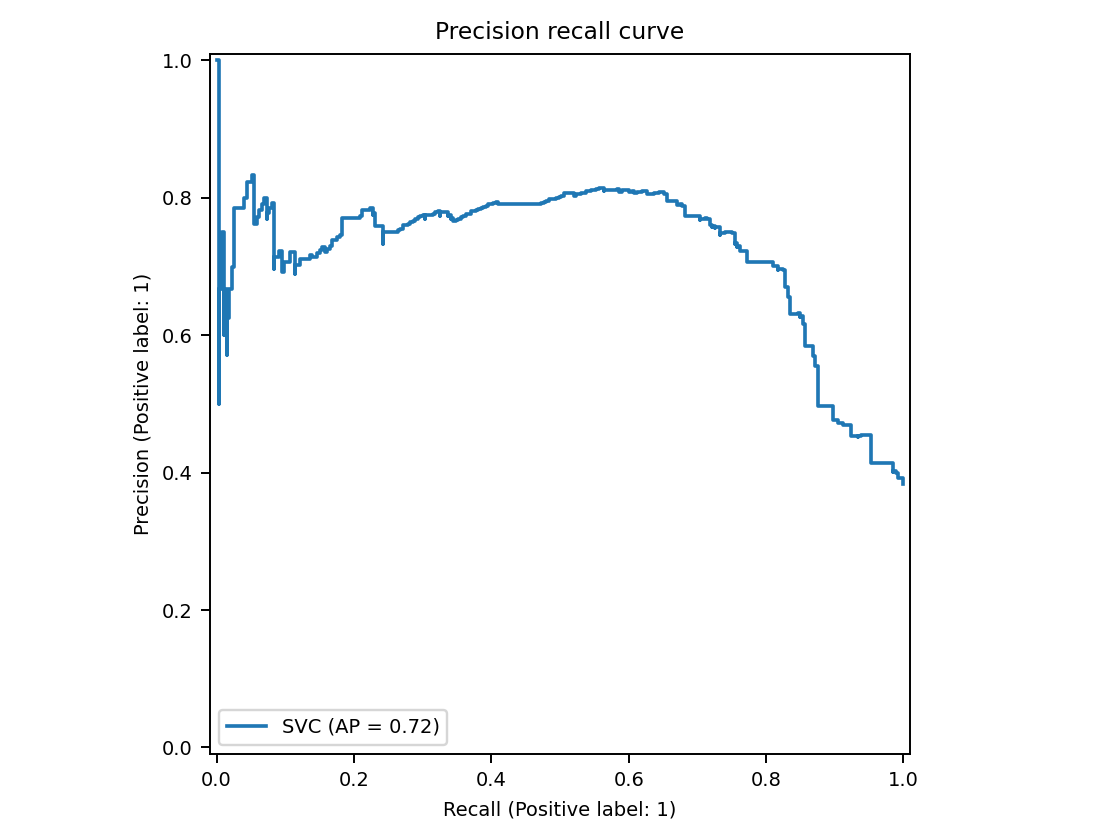 Precision recall curve
1.0
0.8
0.6
0.4
0.2
0.0
Precision (Positive label: 1)
SVC (AP = 0.72)
0.0 0.2 0.4 0.6 0.8 1.0
Recall (Positive label: 1)